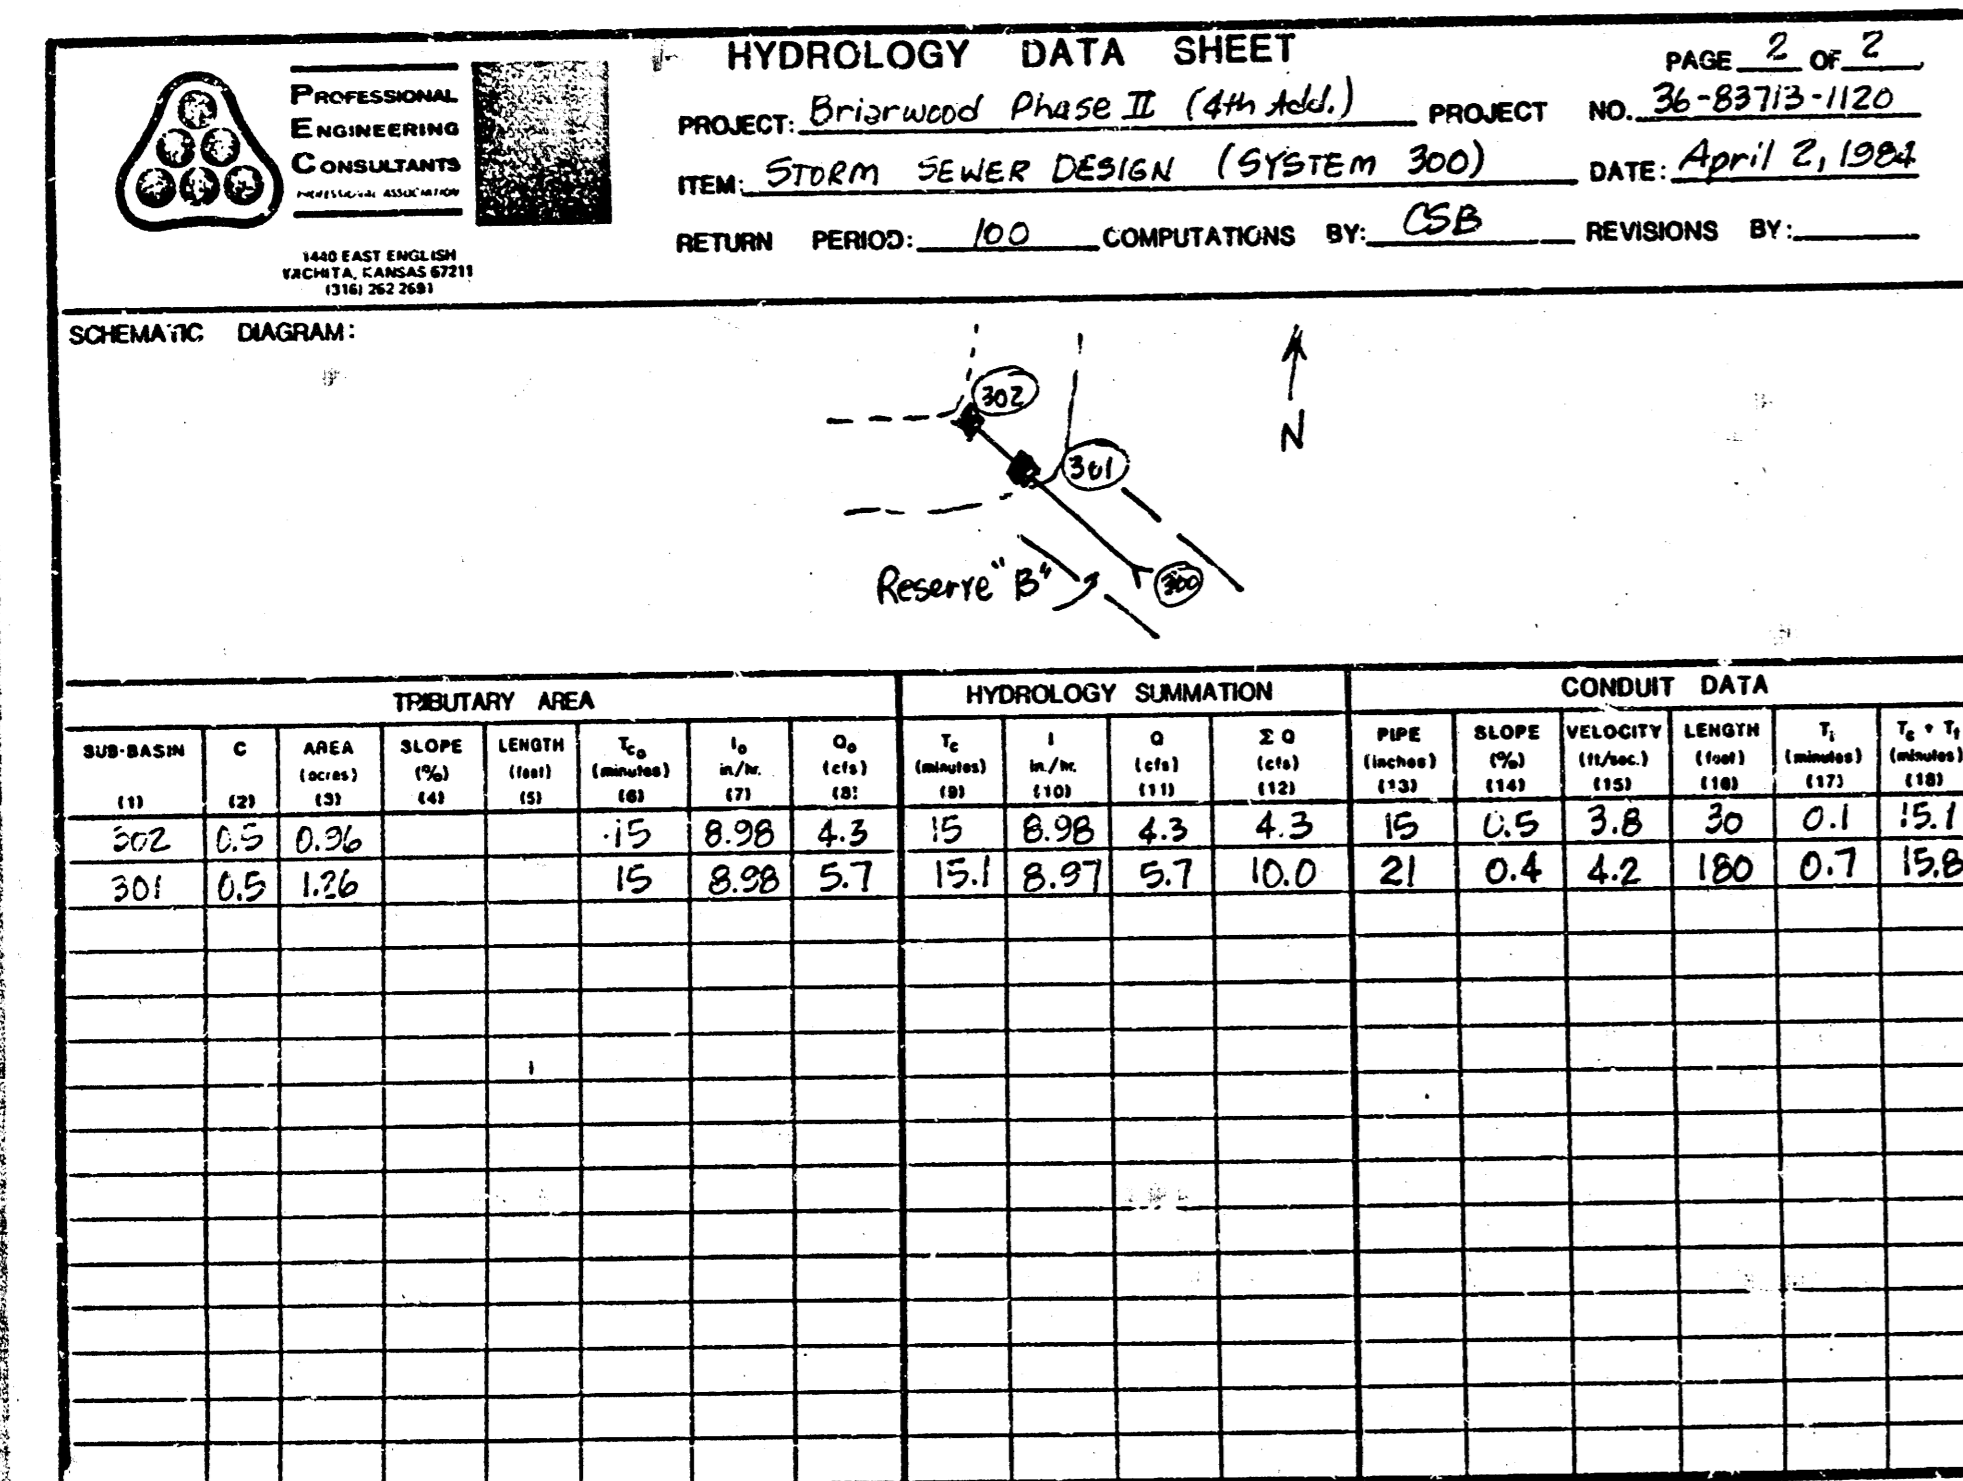 HYDROLOGY DATA SHEET
PAGE 2 OF 2
PROFESSIONAL
ENGINEERING
CONSULTANTS
PROFESSIONAL ASSOCIATION
1440 EAST ENGLISH
WICHITA, KANSAS 67211
(316) 262 2691
PROJECT: Briarwood Phase II (4th Add.) PROJECT NO. 36-83713-1120
ITEM: STORM SEWER DESIGN (SYSTEM 300) DATE: April 2, 1984
RETURN PERIOD: 100 COMPUTATIONS BY: CSB REVISIONS BY:
SCHEMATIC DIAGRAM:
302
301
N
Reserve "B"
300
TRIBUTARY AREA HYDROLOGY SUMMATION CONDUIT DATA
SUB-BASIN C AREA SLOPE LENGTH Tco Io Qo Tc I Q Σ Q PIPE SLOPE VELOCITY LENGTH Ti Tc + Ti
(acres) (%) (feet) (minutes) in/hr. (cfs) (minutes) in./hr. (cfs) (cfs) (inches) (%) (ft/sec.) (foot) (minutes) (minutes)
(1) (2) (3) (4) (5) (6) (7) (8) (9) (10) (11) (12) (13) (14) (15) (16) (17) (18)
302 0.5 0.96 15 8.98 4.3 15 8.98 4.3 4.3 15 0.5 3.8 30 0.1 15.1
301 0.5 1.26 15 8.98 5.7 15.1 8.97 5.7 10.0 21 0.4 4.2 180 0.7 15.8